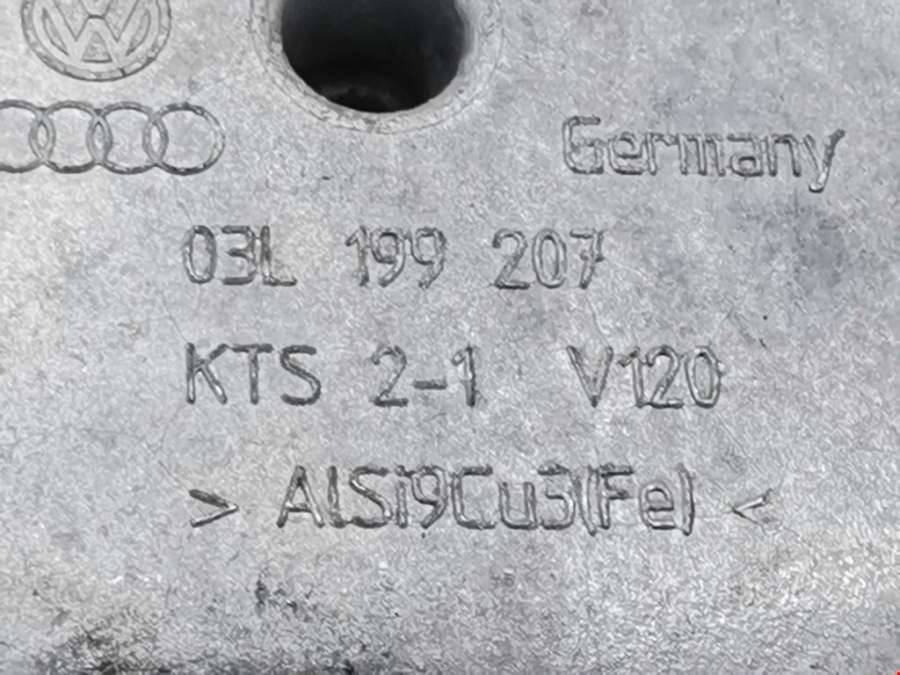 Germany
03L 199 207
KTS 2-1 V120
> AlSi9Cu3(Fe) <